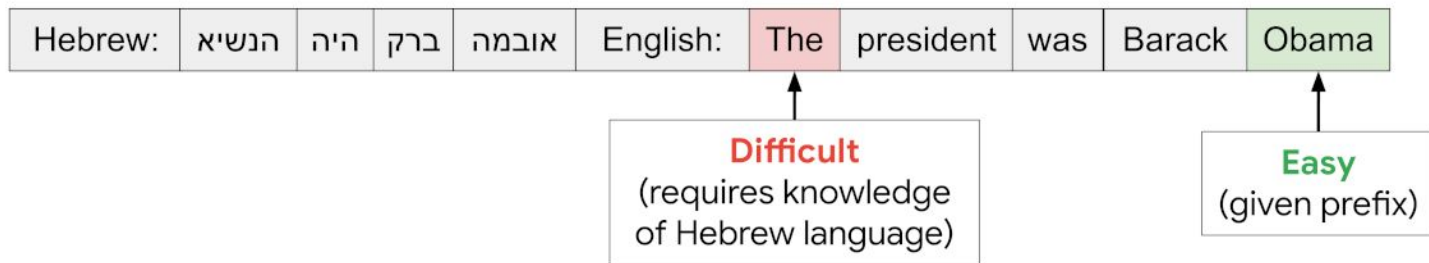 Hebrew: הנשיא היה ברק אובמה English: The president was Barack Obama
Difficult
(requires knowledge
of Hebrew language)
Easy
(given prefix)